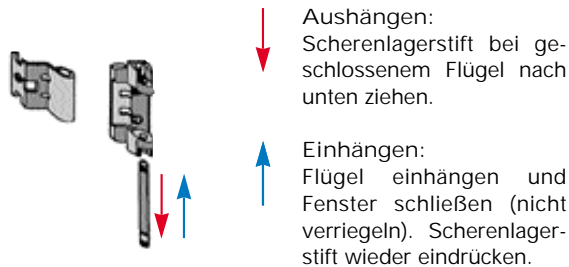 Aushängen:
Scherenlagerstift bei ge-
schlossenem Flügel nach
unten ziehen.
Einhängen:
Flügel einhängen und
Fenster schließen (nicht
verriegeln). Scherenlager-
stift wieder eindrücken.